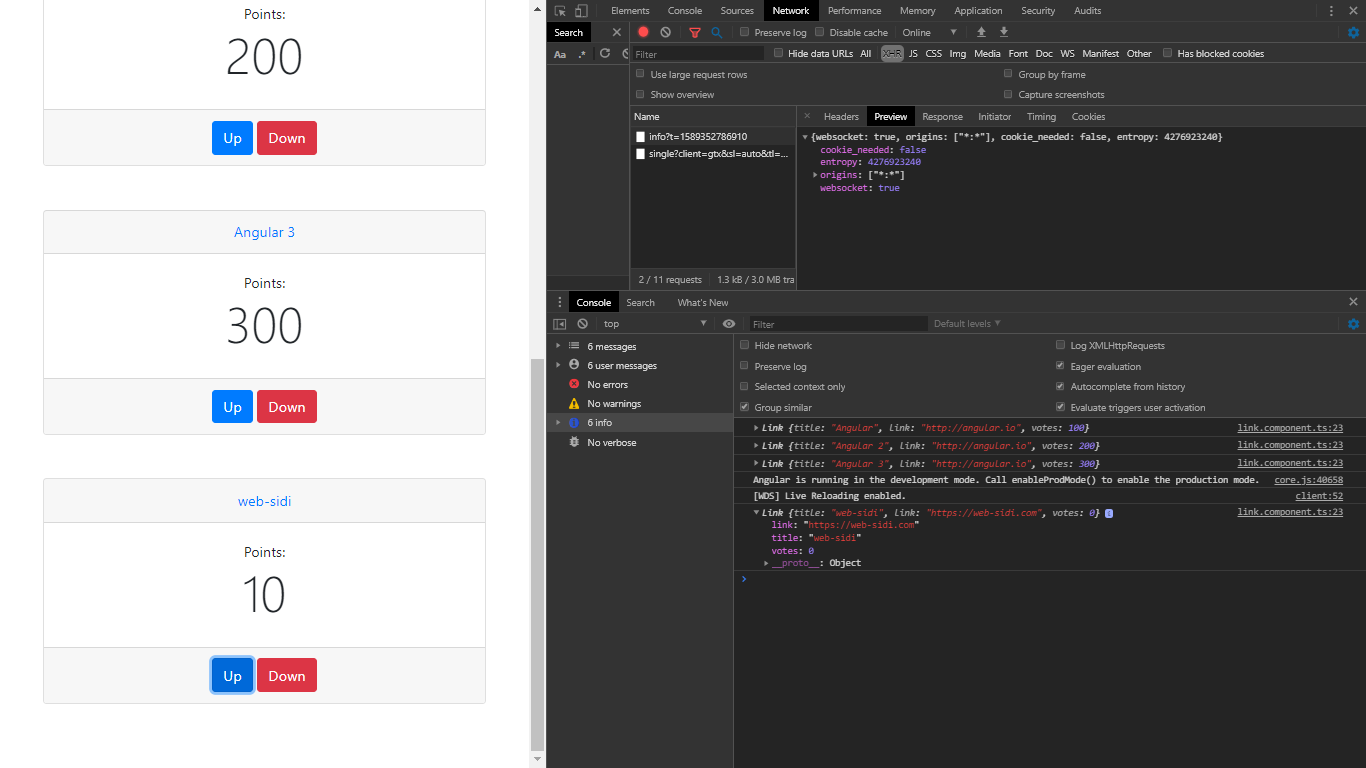 Points:
200
Up Down
Angular 3
Points:
300
Up Down
web-sidi
Points:
10
Up Down
Elements Console Sources Network Performance Memory Application Security Audits
Search
Aa .*
Preserve log Disable cache Online
Filter Hide data URLs All XHR JS CSS Img Media Font Doc WS Manifest Other Has blocked cookies
Use large request rows Group by frame
Show overview Capture screenshots
Name
info?t=1589352786910
single?client=gtx&sl=auto&tl=...
2 / 11 requests 1.3 kB / 3.0 MB tra
Headers Preview Response Initiator Timing Cookies
{websocket: true, origins: ["*:*"], cookie_needed: false, entropy: 4276923240}
cookie_needed: false
entropy: 4276923240
origins: ["*:*"]
websocket: true
Console Search What's New
top Filter Default levels
6 messages
6 user messages
No errors
No warnings
6 info
No verbose
Hide network Log XMLHttpRequests
Preserve log Eager evaluation
Selected context only Autocomplete from history
Group similar Evaluate triggers user activation
Link {title: "Angular", link: "http://angular.io", votes: 100} link.component.ts:23
Link {title: "Angular 2", link: "http://angular.io", votes: 200} link.component.ts:23
Link {title: "Angular 3", link: "http://angular.io", votes: 300} link.component.ts:23
Angular is running in the development mode. Call enableProdMode() to enable the production mode. core.js:40658
[WDS] Live Reloading enabled. client:52
Link {title: "web-sidi", link: "https://web-sidi.com", votes: 0} link.component.ts:23
link: "https://web-sidi.com"
title: "web-sidi"
votes: 0
__proto__: Object